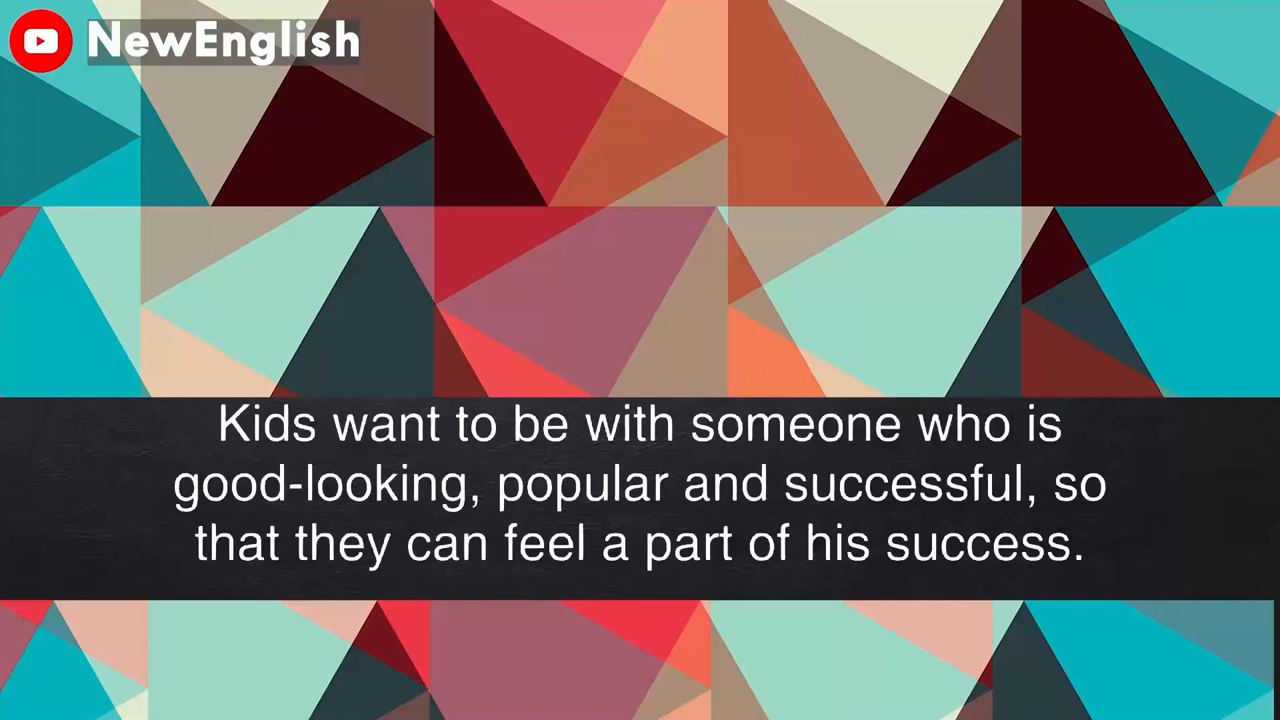 NewEnglish
Kids want to be with someone who is
good-looking, popular and successful, so
that they can feel a part of his success.